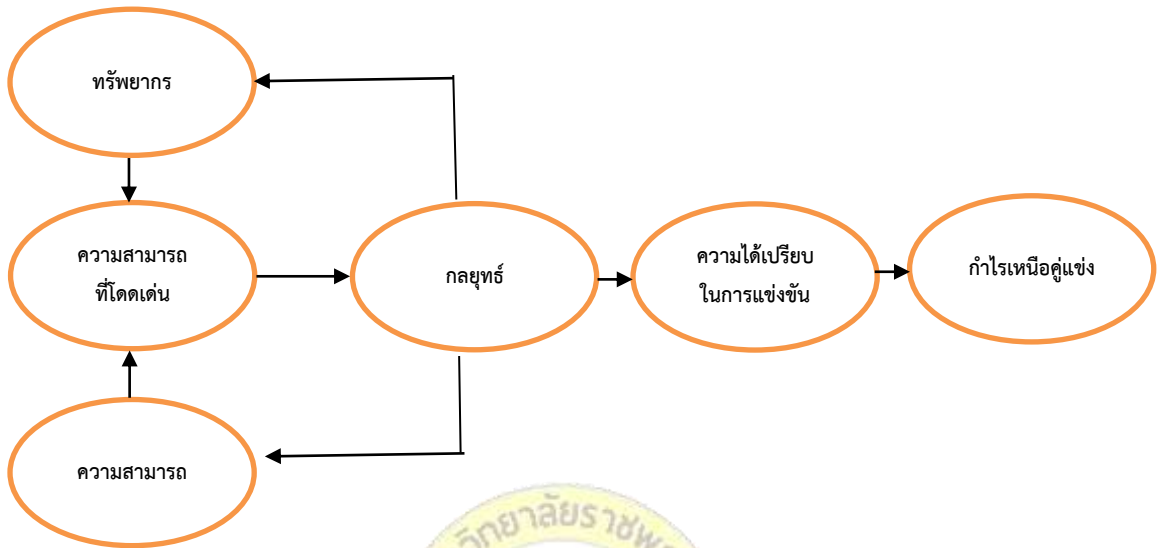 ทรัพยากร
ความสามารถ
ที่โดดเด่น
กลยุทธ์
ความได้เปรียบ
ในการแข่งขัน
กำไรเหนือคู่แข่ง
ความสามารถ